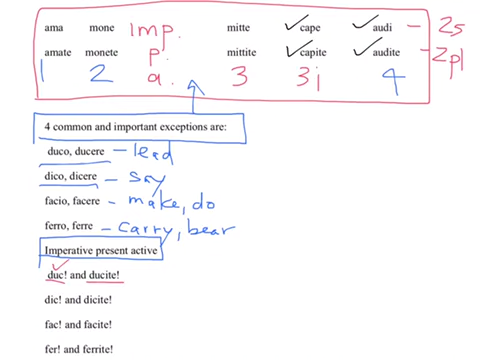 ama mone Imp. mitte cape audi - 2s
amate monete p. mittite capite audite - 2pl
1 2 a. 3 3i 4
4 common and important exceptions are:
duco, ducere - lead
dico, dicere - say
facio, facere - make, do
ferro, ferre - carry, bear
Imperative present active
duc! and ducite!
dic! and dicite!
fac! and facite!
fer! and ferrite!